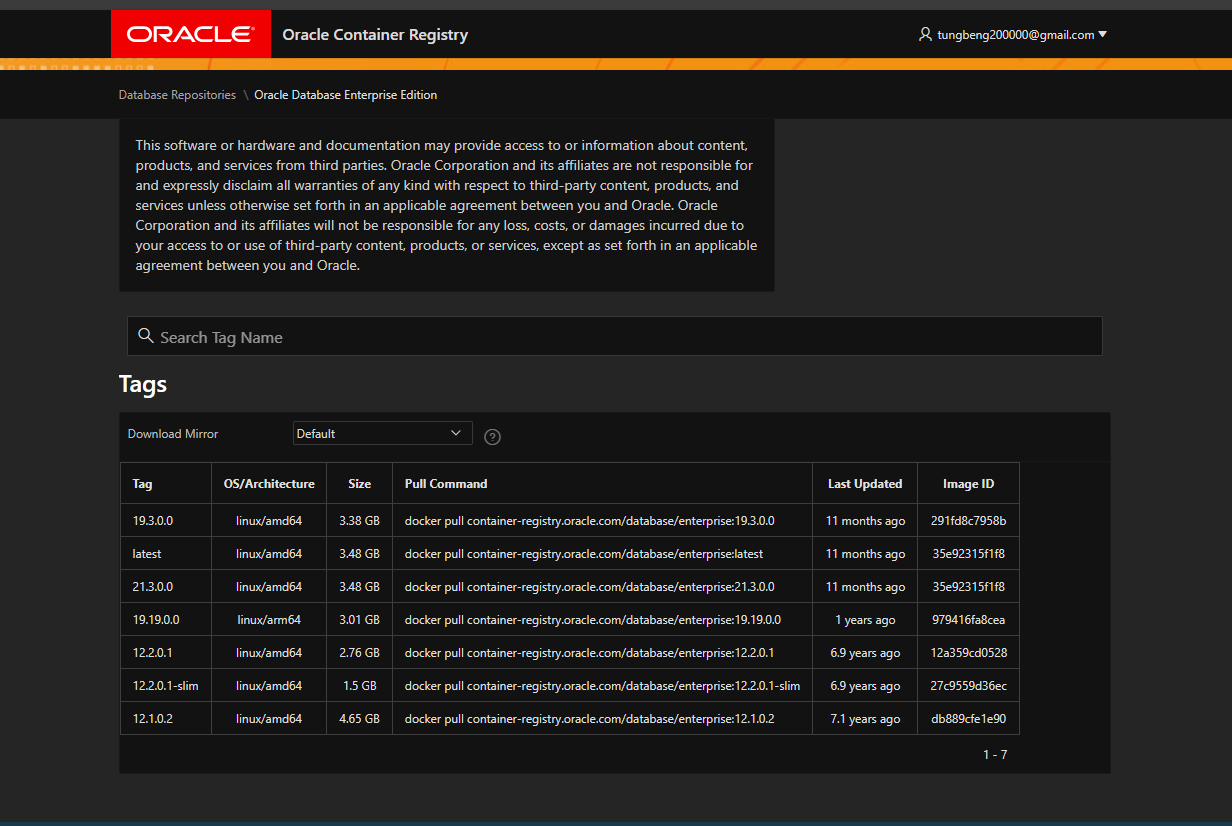 ORACLE Oracle Container Registry tungbeng200000@gmail.com
Database Repositories \ Oracle Database Enterprise Edition
This software or hardware and documentation may provide access to or information about content,
products, and services from third parties. Oracle Corporation and its affiliates are not responsible for
and expressly disclaim all warranties of any kind with respect to third-party content, products, and
services unless otherwise set forth in an applicable agreement between you and Oracle. Oracle
Corporation and its affiliates will not be responsible for any loss, costs, or damages incurred due to
your access to or use of third-party content, products, or services, except as set forth in an applicable
agreement between you and Oracle.
Search Tag Name
Tags
Download Mirror Default ?
Tag OS/Architecture Size Pull Command Last Updated Image ID
19.3.0.0 linux/amd64 3.38 GB docker pull container-registry.oracle.com/database/enterprise:19.3.0.0 11 months ago 291fd8c7958b
latest linux/amd64 3.48 GB docker pull container-registry.oracle.com/database/enterprise:latest 11 months ago 35e92315f1f8
21.3.0.0 linux/amd64 3.48 GB docker pull container-registry.oracle.com/database/enterprise:21.3.0.0 11 months ago 35e92315f1f8
19.19.0.0 linux/arm64 3.01 GB docker pull container-registry.oracle.com/database/enterprise:19.19.0.0 1 years ago 979416fa8cea
12.2.0.1 linux/amd64 2.76 GB docker pull container-registry.oracle.com/database/enterprise:12.2.0.1 6.9 years ago 12a359cd0528
12.2.0.1-slim linux/amd64 1.5 GB docker pull container-registry.oracle.com/database/enterprise:12.2.0.1-slim 6.9 years ago 27c9559d36ec
12.1.0.2 linux/amd64 4.65 GB docker pull container-registry.oracle.com/database/enterprise:12.1.0.2 7.1 years ago db889cfe1e90
1 - 7